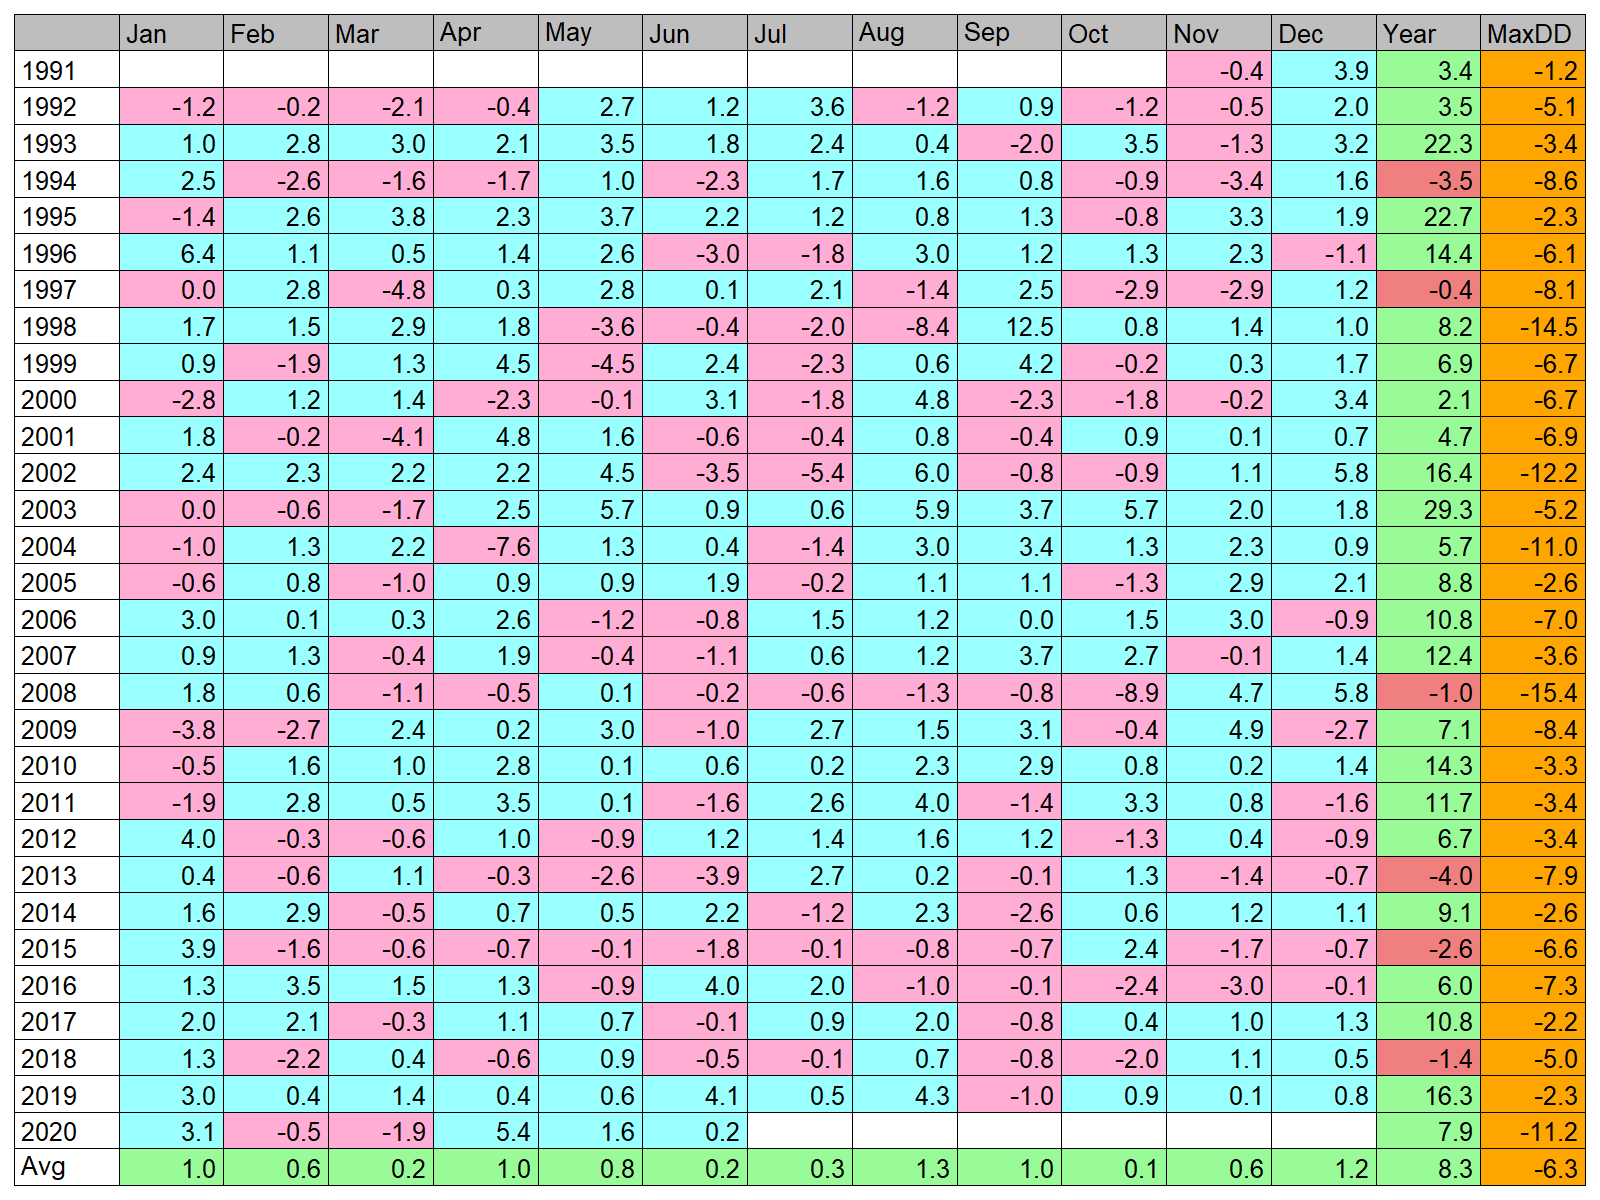 Jan Feb Mar Apr May Jun Jul Aug Sep Oct Nov Dec Year MaxDD
1991 -0.4 3.9 3.4 -1.2
1992 -1.2 -0.2 -2.1 -0.4 2.7 1.2 3.6 -1.2 0.9 -1.2 -0.5 2.0 3.5 -5.1
1993 1.0 2.8 3.0 2.1 3.5 1.8 2.4 0.4 -2.0 3.5 -1.3 3.2 22.3 -3.4
1994 2.5 -2.6 -1.6 -1.7 1.0 -2.3 1.7 1.6 0.8 -0.9 -3.4 1.6 -3.5 -8.6
1995 -1.4 2.6 3.8 2.3 3.7 2.2 1.2 0.8 1.3 -0.8 3.3 1.9 22.7 -2.3
1996 6.4 1.1 0.5 1.4 2.6 -3.0 -1.8 3.0 1.2 1.3 2.3 -1.1 14.4 -6.1
1997 0.0 2.8 -4.8 0.3 2.8 0.1 2.1 -1.4 2.5 -2.9 -2.9 1.2 -0.4 -8.1
1998 1.7 1.5 2.9 1.8 -3.6 -0.4 -2.0 -8.4 12.5 0.8 1.4 1.0 8.2 -14.5
1999 0.9 -1.9 1.3 4.5 -4.5 2.4 -2.3 0.6 4.2 -0.2 0.3 1.7 6.9 -6.7
2000 -2.8 1.2 1.4 -2.3 -0.1 3.1 -1.8 4.8 -2.3 -1.8 -0.2 3.4 2.1 -6.7
2001 1.8 -0.2 -4.1 4.8 1.6 -0.6 -0.4 0.8 -0.4 0.9 0.1 0.7 4.7 -6.9
2002 2.4 2.3 2.2 2.2 4.5 -3.5 -5.4 6.0 -0.8 -0.9 1.1 5.8 16.4 -12.2
2003 0.0 -0.6 -1.7 2.5 5.7 0.9 0.6 5.9 3.7 5.7 2.0 1.8 29.3 -5.2
2004 -1.0 1.3 2.2 -7.6 1.3 0.4 -1.4 3.0 3.4 1.3 2.3 0.9 5.7 -11.0
2005 -0.6 0.8 -1.0 0.9 0.9 1.9 -0.2 1.1 1.1 -1.3 2.9 2.1 8.8 -2.6
2006 3.0 0.1 0.3 2.6 -1.2 -0.8 1.5 1.2 0.0 1.5 3.0 -0.9 10.8 -7.0
2007 0.9 1.3 -0.4 1.9 -0.4 -1.1 0.6 1.2 3.7 2.7 -0.1 1.4 12.4 -3.6
2008 1.8 0.6 -1.1 -0.5 0.1 -0.2 -0.6 -1.3 -0.8 -8.9 4.7 5.8 -1.0 -15.4
2009 -3.8 -2.7 2.4 0.2 3.0 -1.0 2.7 1.5 3.1 -0.4 4.9 -2.7 7.1 -8.4
2010 -0.5 1.6 1.0 2.8 0.1 0.6 0.2 2.3 2.9 0.8 0.2 1.4 14.3 -3.3
2011 -1.9 2.8 0.5 3.5 0.1 -1.6 2.6 4.0 -1.4 3.3 0.8 -1.6 11.7 -3.4
2012 4.0 -0.3 -0.6 1.0 -0.9 1.2 1.4 1.6 1.2 -1.3 0.4 -0.9 6.7 -3.4
2013 0.4 -0.6 1.1 -0.3 -2.6 -3.9 2.7 0.2 -0.1 1.3 -1.4 -0.7 -4.0 -7.9
2014 1.6 2.9 -0.5 0.7 0.5 2.2 -1.2 2.3 -2.6 0.6 1.2 1.1 9.1 -2.6
2015 3.9 -1.6 -0.6 -0.7 -0.1 -1.8 -0.1 -0.8 -0.7 2.4 -1.7 -0.7 -2.6 -6.6
2016 1.3 3.5 1.5 1.3 -0.9 4.0 2.0 -1.0 -0.1 -2.4 -3.0 -0.1 6.0 -7.3
2017 2.0 2.1 -0.3 1.1 0.7 -0.1 0.9 2.0 -0.8 0.4 1.0 1.3 10.8 -2.2
2018 1.3 -2.2 0.4 -0.6 0.9 -0.5 -0.1 0.7 -0.8 -2.0 1.1 0.5 -1.4 -5.0
2019 3.0 0.4 1.4 0.4 0.6 4.1 0.5 4.3 -1.0 0.9 0.1 0.8 16.3 -2.3
2020 3.1 -0.5 -1.9 5.4 1.6 0.2 7.9 -11.2
Avg 1.0 0.6 0.2 1.0 0.8 0.2 0.3 1.3 1.0 0.1 0.6 1.2 8.3 -6.3